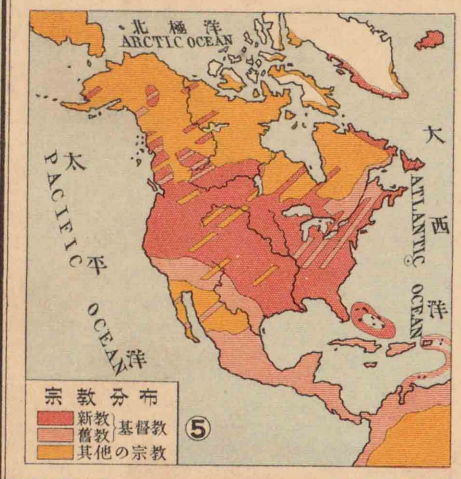 北極洋
ARCTIC OCEAN
太平洋
PACIFIC OCEAN
大西洋
ATLANTIC OCEAN
宗教分布
新教
舊教
基督教
其他の宗教
⑤